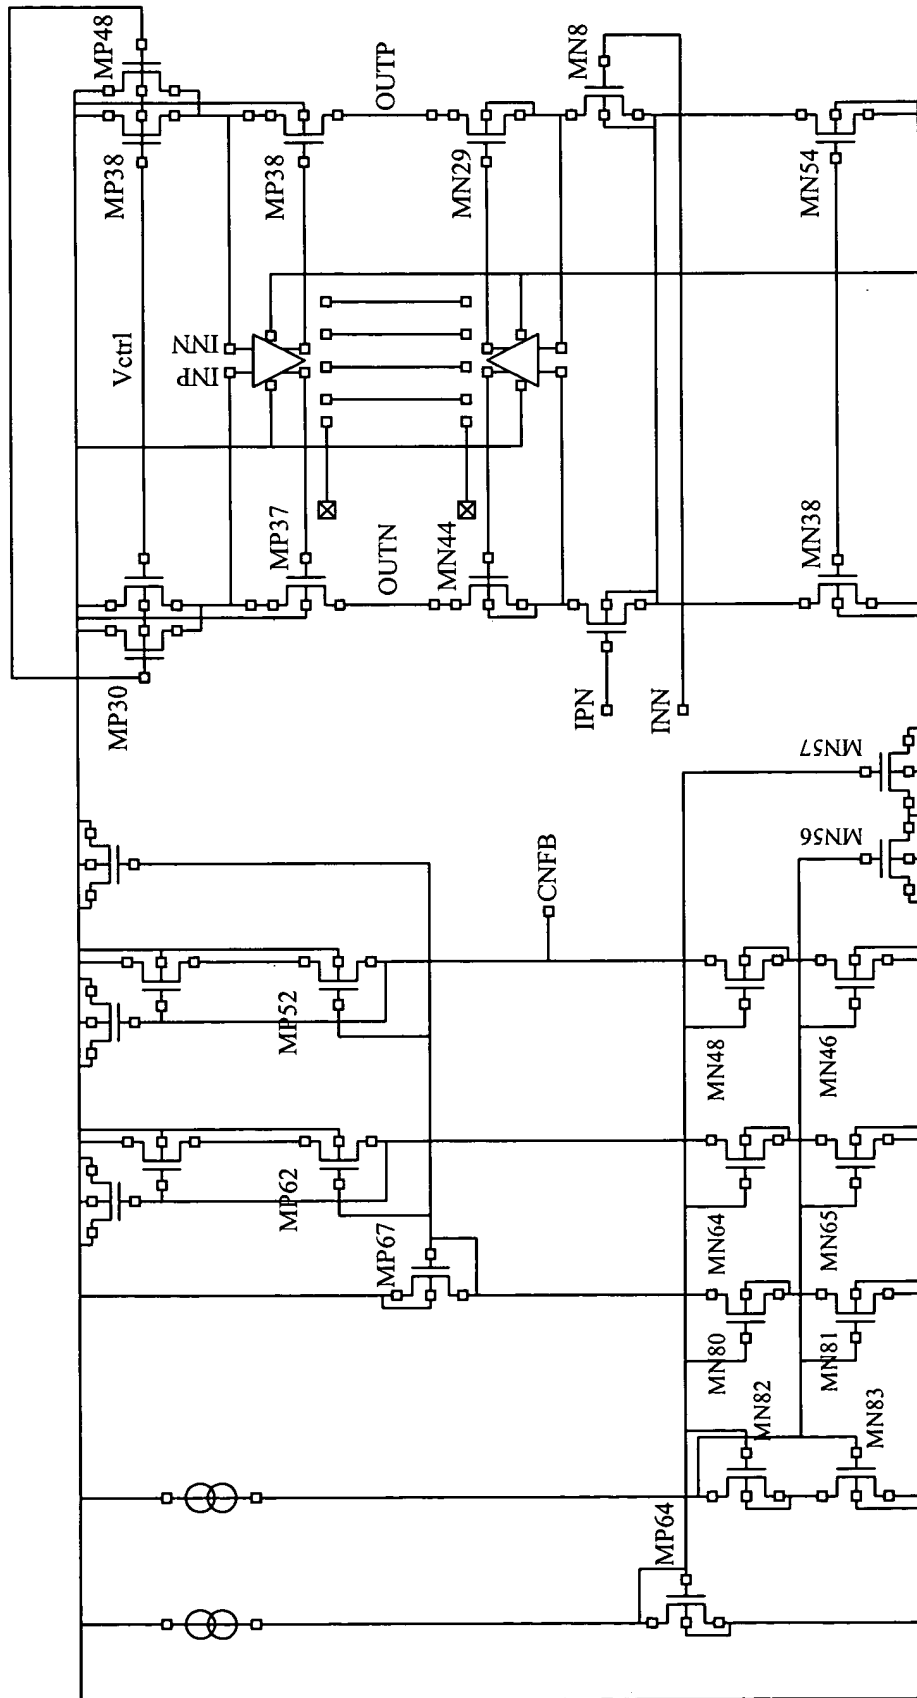 MP48
MP38
MP38
OUTP
MN29
MN8
MN54
Vctrl
INN
INP
MP37
OUTN
MN44
MN38
MP30
IPN
INN
MN57
MN56
CNFB
MP52
MN48
MN46
MP62
MN64
MN65
MP67
MN80
MN81
MN82
MN83
MP64